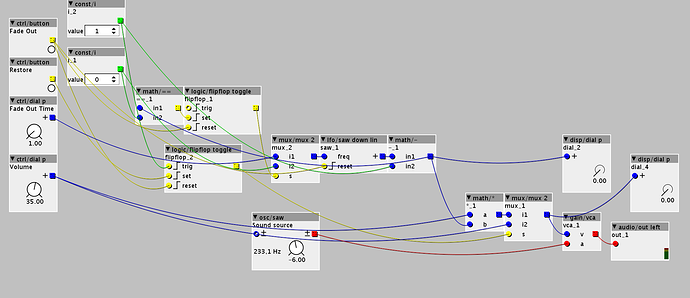 const/i
i_2
value 1
ctrl/button
Fade Out
const/i
i_1
value 0
ctrl/button
Restore
ctrl/dial p
Fade Out Time
1.00
math/==
==_1
in1
in2
logic/flipflop toggle
flipflop_1
trig
set
reset
mux/mux 2
mux_2
i1
i2
s
lfo/saw down lin
saw_1
freq
reset
math/-
-_1
in1
in2
disp/dial p
dial_2
0.00
logic/flipflop toggle
flipflop_2
trig
set
reset
ctrl/dial p
Volume
35.00
disp/dial p
dial_4
0.00
math/*
*_1
a
b
mux/mux 2
mux_1
i1
i2
s
osc/saw
Sound source
233,1 Hz
-6.00
gain/vca
vca_1
v
a
audio/out left
out_1